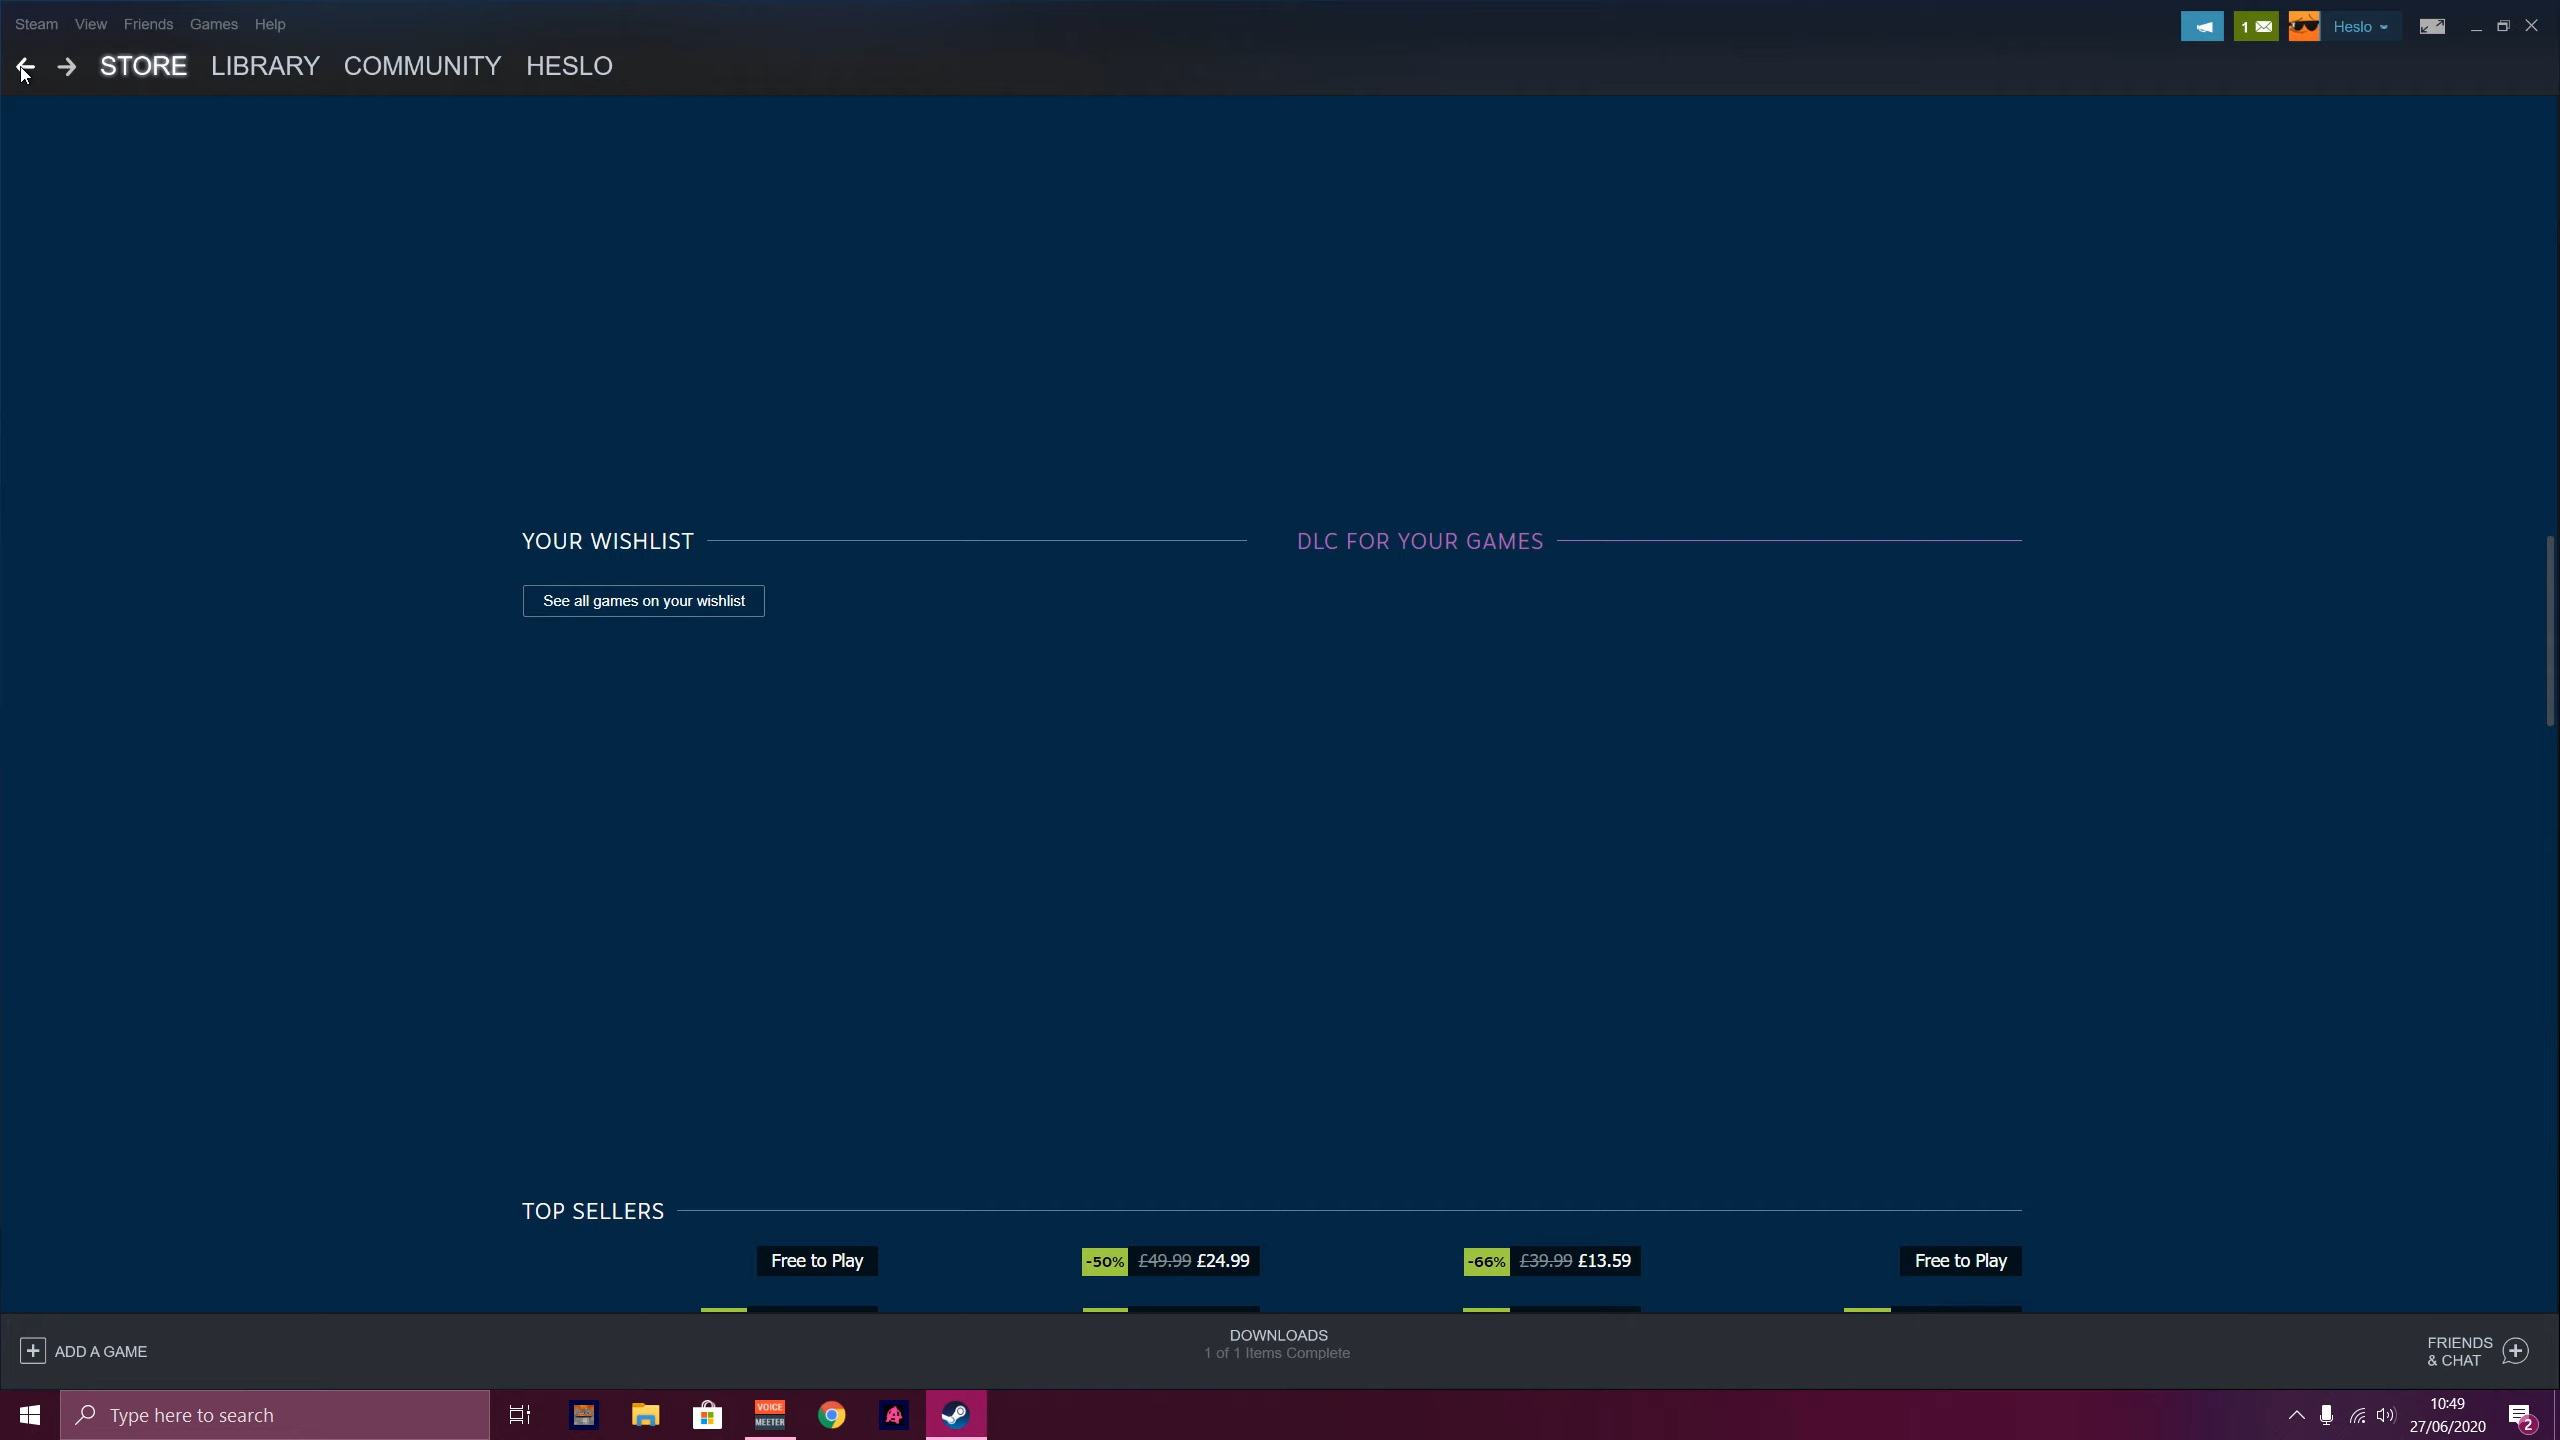 Steam View Friends Games Help
1
Heslo
STORE LIBRARY COMMUNITY HESLO
YOUR WISHLIST
DLC FOR YOUR GAMES
See all games on your wishlist
TOP SELLERS
Free to Play
-50% £49.99 £24.99
-66% £39.99 £13.59
Free to Play
ADD A GAME
DOWNLOADS
1 of 1 Items Complete
FRIENDS
& CHAT
Type here to search
VOICE
MEETER
10:49
27/06/2020
2